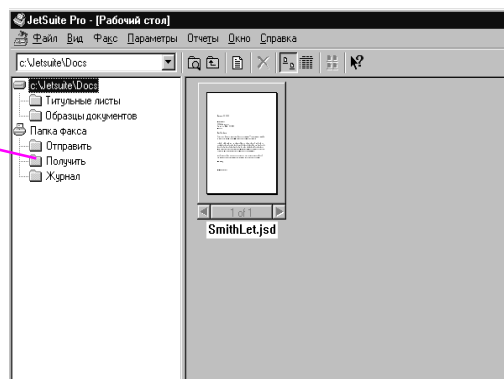 JetSuite Pro - [Рабочий стол]
Файл Вид Факс Параметры Отчеты Окно Справка
c:\Jetsuite\Docs
c:\Jetsuite\Docs
Титульные листы
Образцы документов
Папка факса
Отправить
Получить
Журнал
1 of 1
SmithLet.jsd